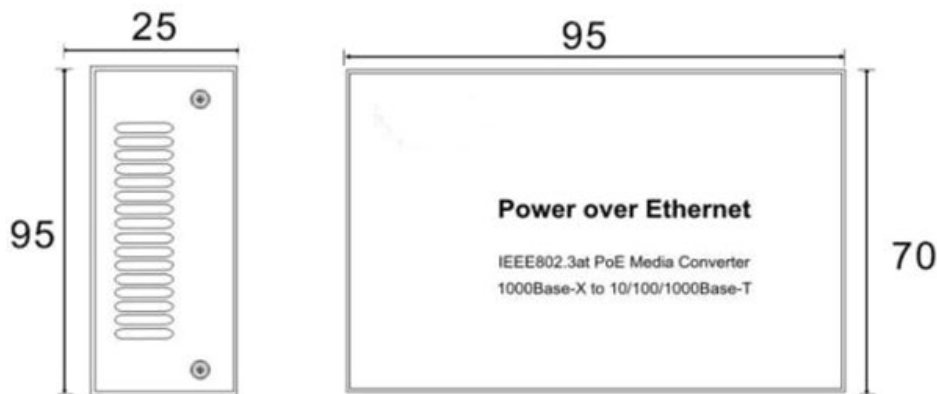 25
95
95
Power over Ethernet
IEEE802.3at PoE Media Converter
1000Base-X to 10/100/1000Base-T
70